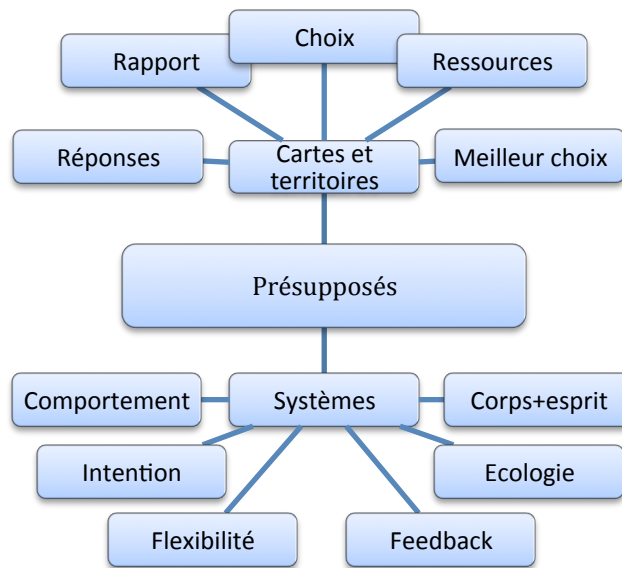 Choix
Rapport
Ressources
Réponses
Cartes et
territoires
Meilleur choix
Présupposés
Comportement
Systèmes
Corps+esprit
Intention
Ecologie
Flexibilité
Feedback